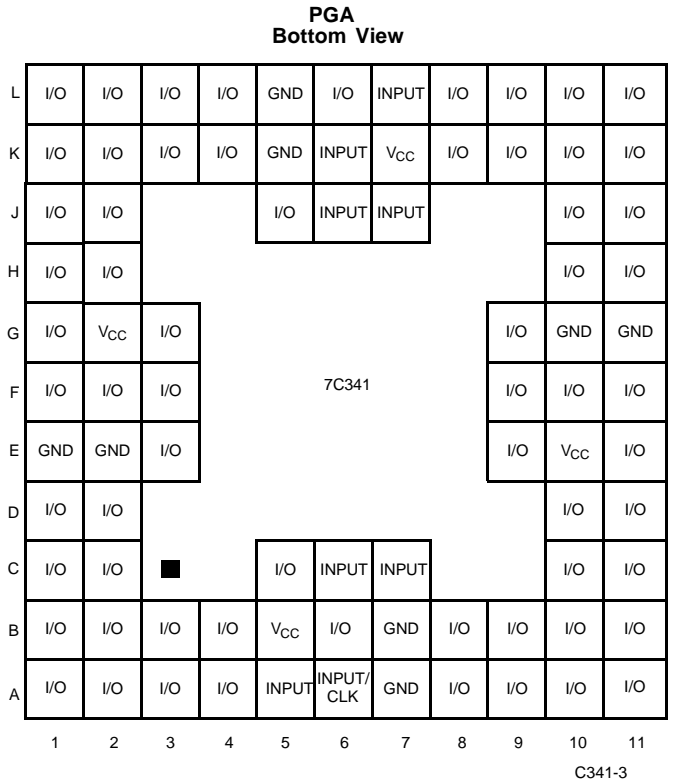 PGA
Bottom View
L I/O I/O I/O I/O GND I/O INPUT I/O I/O I/O I/O
K I/O I/O I/O I/O GND INPUT VCC I/O I/O I/O I/O
J I/O I/O I/O INPUT INPUT I/O I/O
H I/O I/O I/O I/O
G I/O VCC I/O I/O GND GND
F I/O I/O I/O 7C341 I/O I/O I/O
E GND GND I/O I/O VCC I/O
D I/O I/O I/O I/O
C I/O I/O I/O INPUT INPUT I/O I/O
B I/O I/O I/O I/O VCC I/O GND I/O I/O I/O I/O
A I/O I/O I/O I/O INPUT INPUT/CLK GND I/O I/O I/O I/O
1 2 3 4 5 6 7 8 9 10 11
C341-3